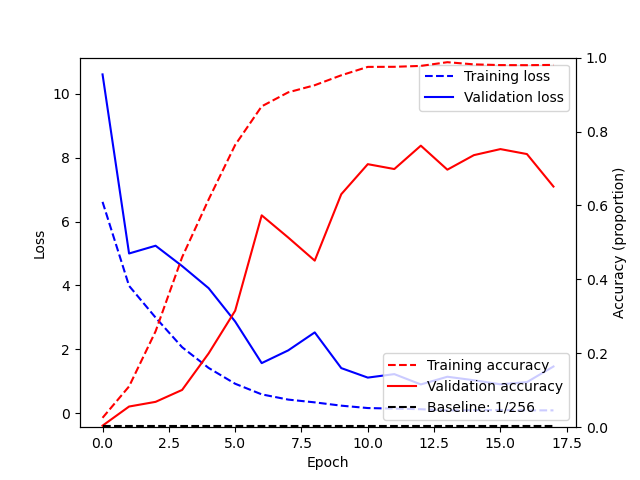 Training loss
Validation loss
Training accuracy
Validation accuracy
Baseline: 1/256
Loss
10
8
6
4
2
0
Accuracy (proportion)
1.0
0.8
0.6
0.4
0.2
0.0
0.0 2.5 5.0 7.5 10.0 12.5 15.0 17.5
Epoch